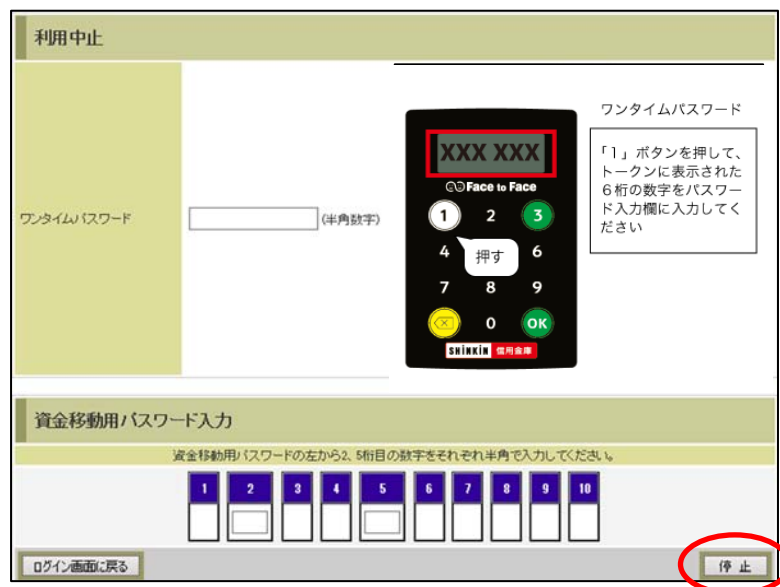 利用中止
ワンタイムパスワード
(半角数字)
XXX XXX
Face to Face
1 2 3
4 押す 6
7 8 9
0 OK
SHINKIN 信用金庫
ワンタイムパスワード
「1」ボタンを押して、
トークンに表示された
6桁の数字をパスワー
ド入力欄に入力してく
ださい
資金移動用パスワード入力
資金移動用パスワードの左から2、5桁目の数字をそれぞれ半角で入力してください。
1 2 3 4 5 6 7 8 9 10
ログイン画面に戻る
停 止